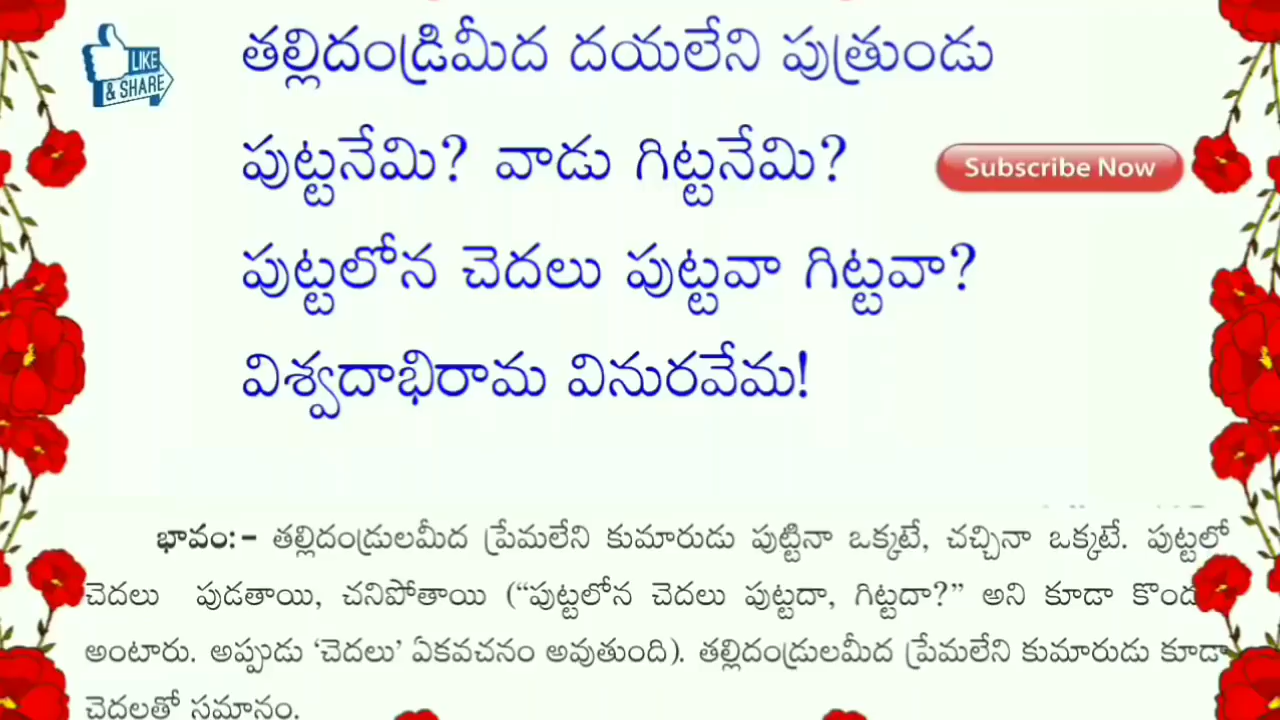 LIKE
& SHARE
తల్లిదండ్రిమీద దయలేని పుత్రుండు
పుట్టనేమి? వాడు గిట్టనేమి?
Subscribe Now
పుట్టలోన చెదలు పుట్టవా గిట్టవా?
విశ్వదాభిరామ వినురవేమ!
భావం:- తల్లిదండ్రులమీద ప్రేమలేని కుమారుడు పుట్టినా ఒక్కటే, చచ్చినా ఒక్కటే. పుట్టలో
చెదలు పుడతాయి, చనిపోతాయి (“పుట్టలోన చెదలు పుట్టదా, గిట్టదా?” అని కూడా
అంటారు. అప్పుడు ‘చెదలు’ ఏకవచనం అవుతుంది). తల్లిదండ్రులమీద ప్రేమలేని కుమారుడు కూడా
చెదలతో సమానం.